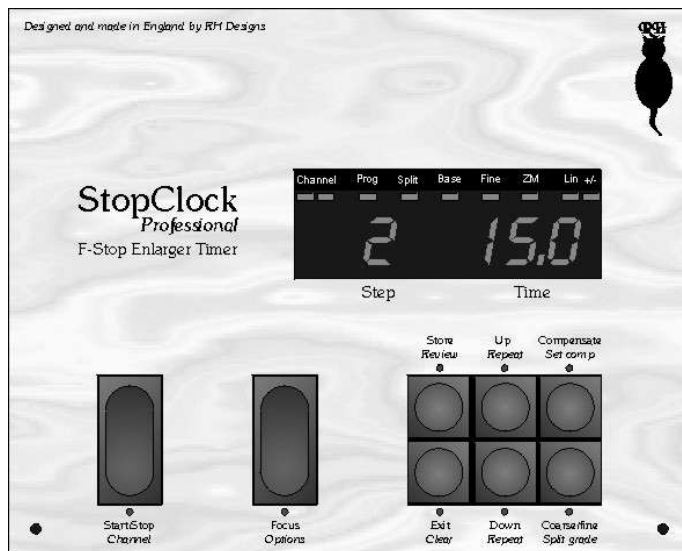 Designed and made in England by RH Designs
StopClock
Professional
F-Stop Enlarger Timer
Channel Prog Split Base Fine ZM Lin +/-
2 15.0
Step Time
Store Up Compensate
Review Repeat Set comp
Start/Stop Focus Exit Down Coarse/fine
Channel Options Clear Repeat Split grade